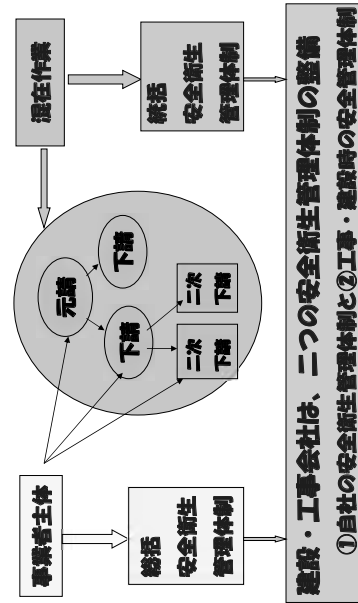 事業者主体
統括
安全衛生
管理体制
元請
下請
下請
二次
下請
二次
下請
混在作業
統括
安全衛生
管理体制
建設・工事会社は、二つの安全衛生管理体制の整備
①自社の安全衛生管理体制と②工事・建設時の安全管理体制